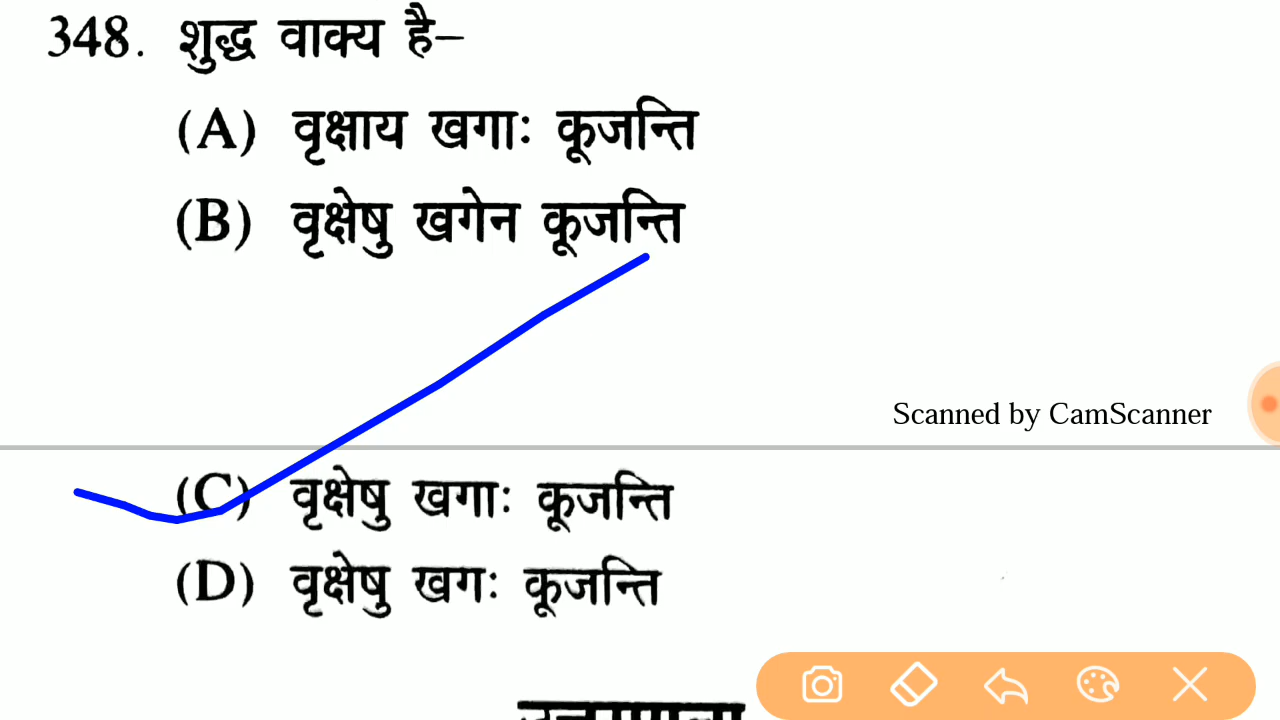 348. शुद्ध वाक्य है–
(A) वृक्षाय खगाः कूजन्ति
(B) वृक्षेषु खगेन कूजन्ति
Scanned by CamScanner
(C) वृक्षेषु खगाः कूजन्ति
(D) वृक्षेषु खगः कूजन्ति